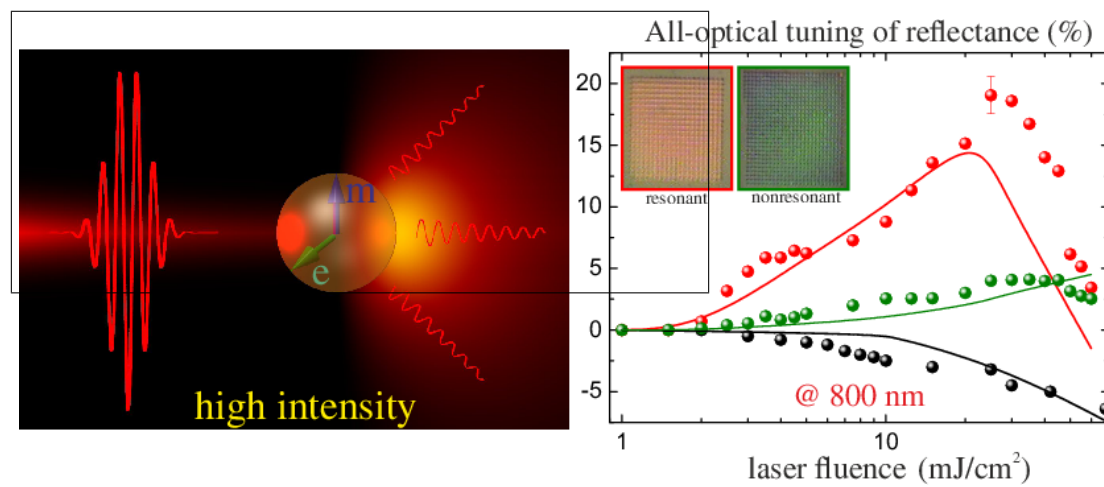 m
e
high intensity
All-optical tuning of reflectance (%)
20
15
10
5
0
-5
resonant
nonresonant
@ 800 nm
1
10
laser fluence (mJ/cm²)